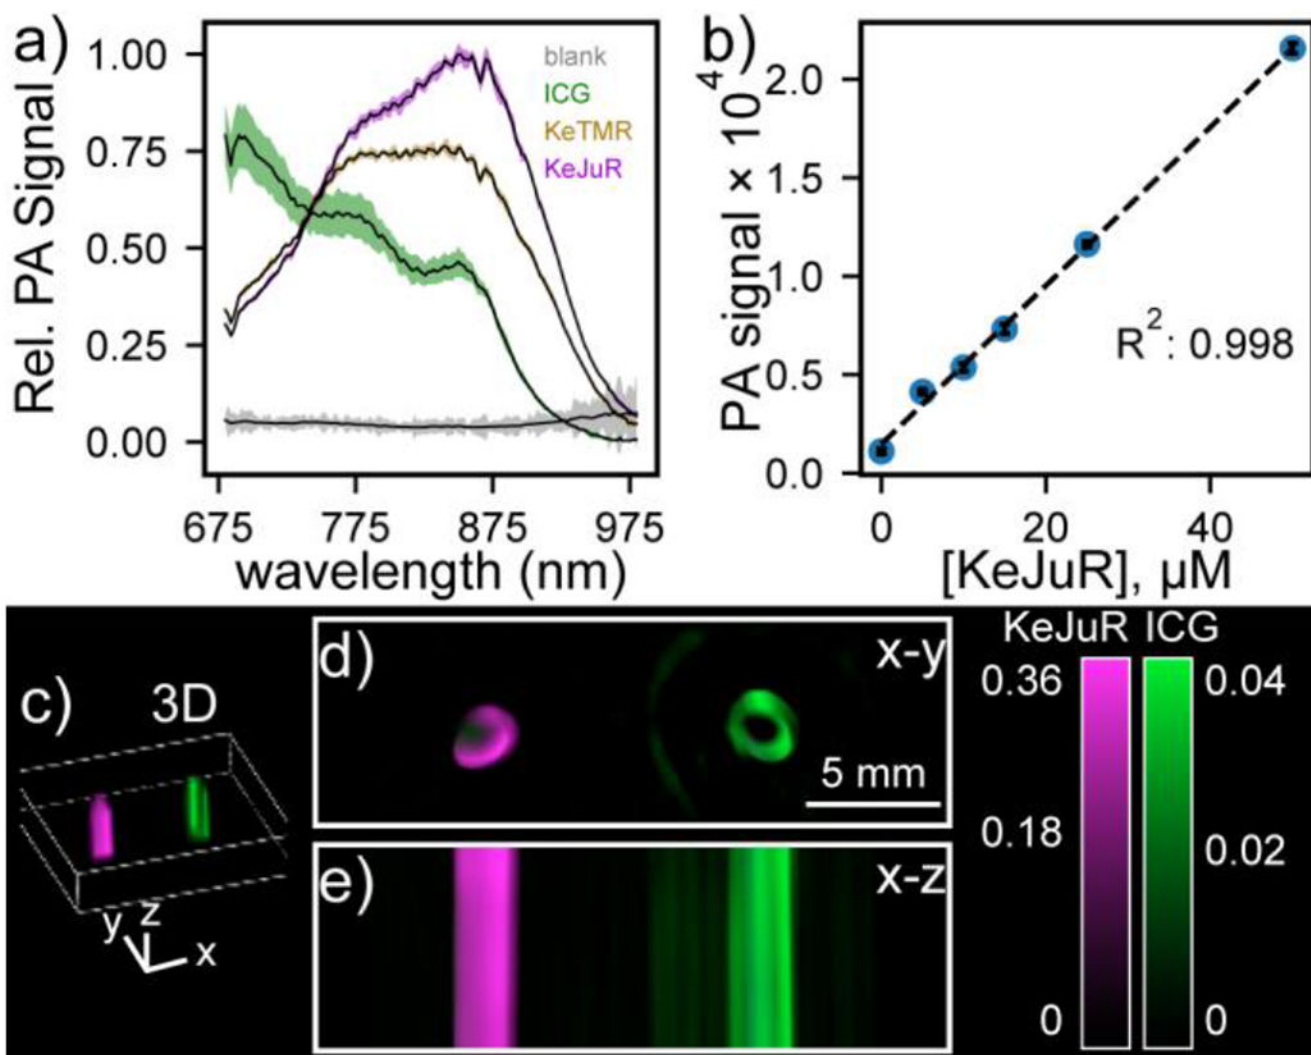 a)
1.00
0.75
0.50
0.25
0.00
Rel. PA Signal
blank
ICG
KeTMR
KeJuR
675 775 875 975
wavelength (nm)
b)
2.0
1.5
1.0
0.5
0.0
PA signal × 10⁴
R²: 0.998
0 20 40
[KeJuR], µM
c) 3D
y z x
d) x-y
5 mm
e) x-z
KeJuR ICG
0.36 0.04
0.18 0.02
0 0